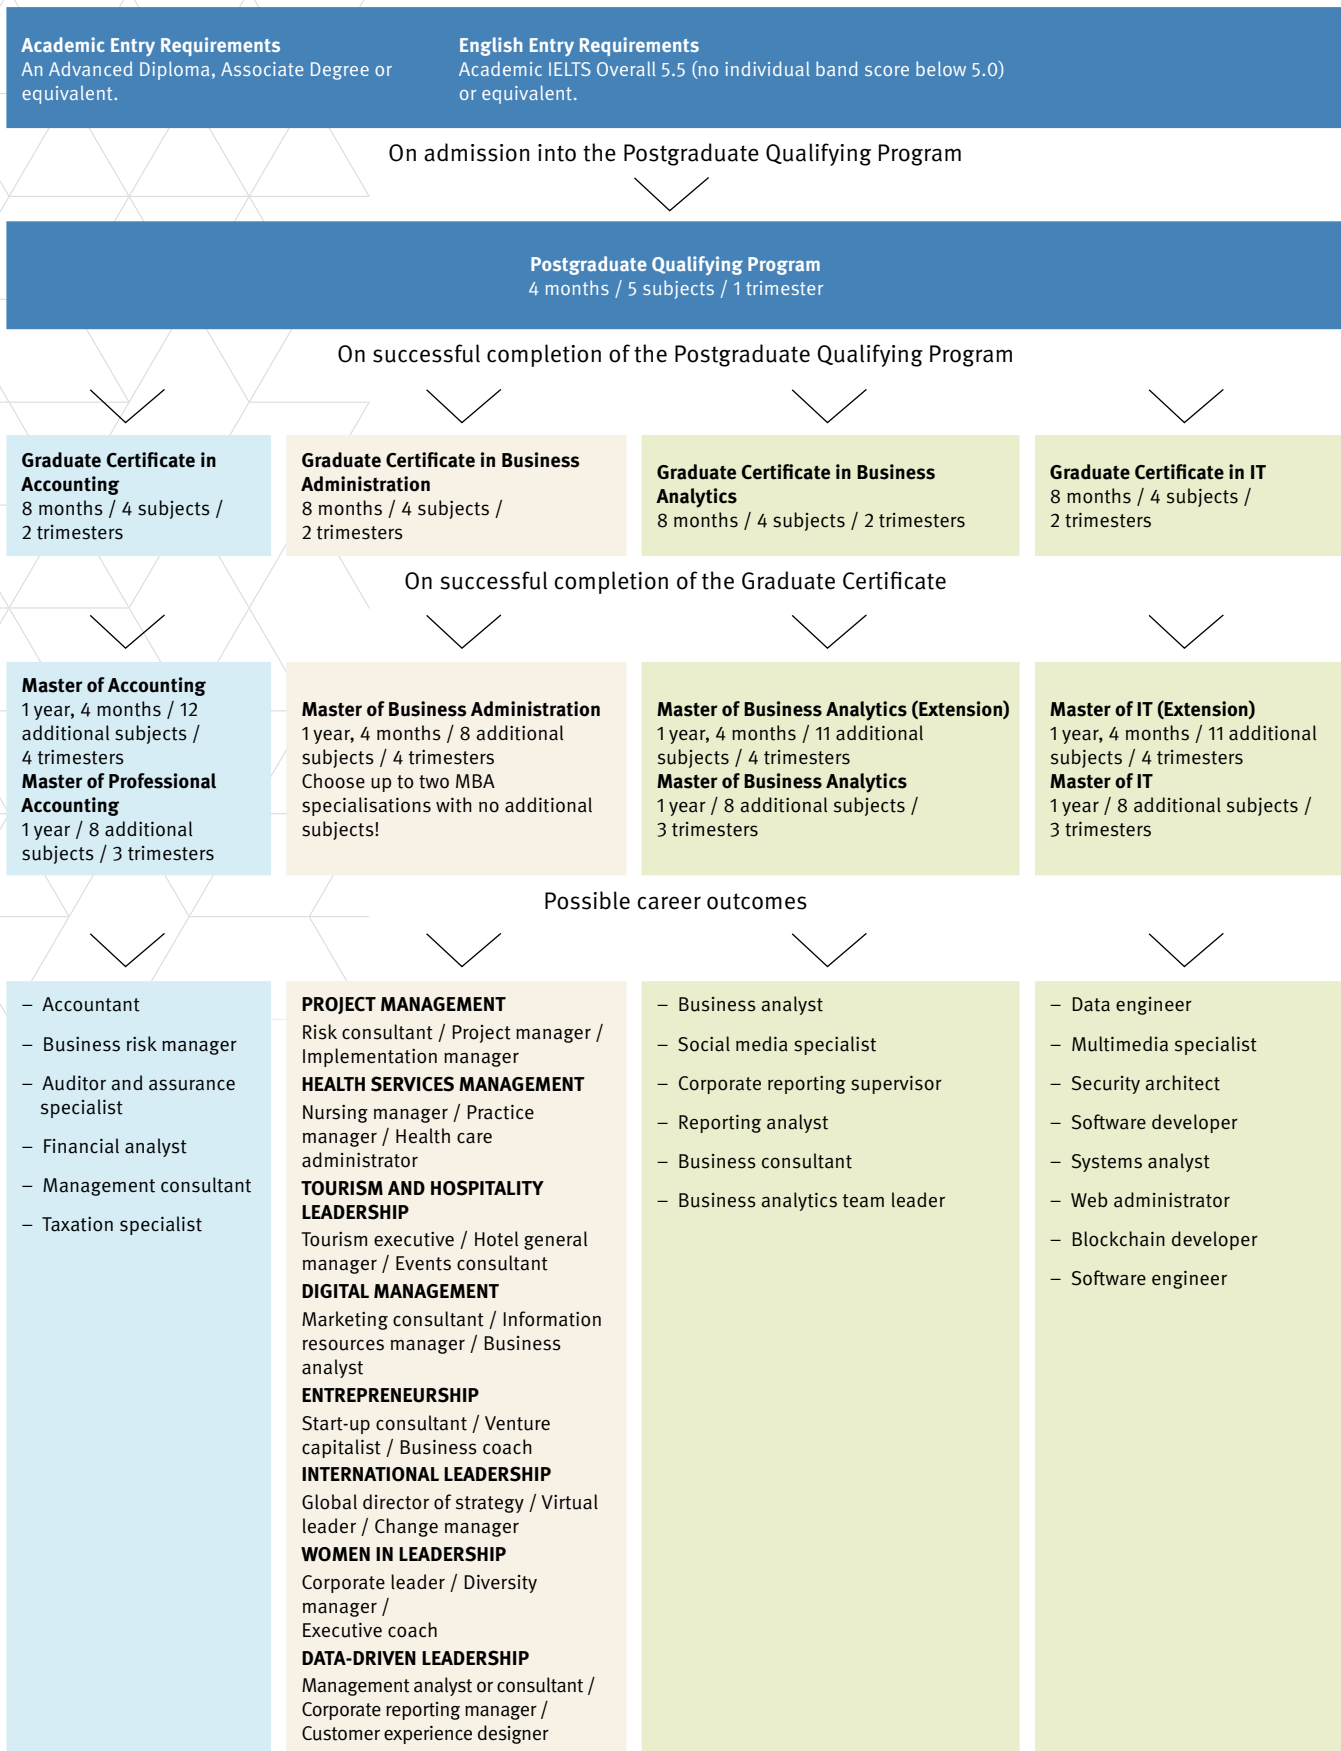 Academic Entry Requirements
An Advanced Diploma, Associate Degree or
equivalent.
English Entry Requirements
Academic IELTS Overall 5.5 (no individual band score below 5.0)
or equivalent.
On admission into the Postgraduate Qualifying Program
Postgraduate Qualifying Program
4 months / 5 subjects / 1 trimester
On successful completion of the Postgraduate Qualifying Program
Graduate Certificate in
Accounting
8 months / 4 subjects /
2 trimesters
Graduate Certificate in Business
Administration
8 months / 4 subjects /
2 trimesters
Graduate Certificate in Business
Analytics
8 months / 4 subjects / 2 trimesters
Graduate Certificate in IT
8 months / 4 subjects /
2 trimesters
On successful completion of the Graduate Certificate
Master of Accounting
1 year, 4 months / 12
additional subjects /
4 trimesters
Master of Professional
Accounting
1 year / 8 additional
subjects / 3 trimesters
Master of Business Administration
1 year, 4 months / 8 additional
subjects / 4 trimesters
Choose up to two MBA
specialisations with no additional
subjects!
Master of Business Analytics (Extension)
1 year, 4 months / 11 additional
subjects / 4 trimesters
Master of Business Analytics
1 year / 8 additional subjects /
3 trimesters
Master of IT (Extension)
1 year, 4 months / 11 additional
subjects / 4 trimesters
Master of IT
1 year / 8 additional subjects /
3 trimesters
Possible career outcomes
– Accountant
– Business risk manager
– Auditor and assurance
specialist
– Financial analyst
– Management consultant
– Taxation specialist
PROJECT MANAGEMENT
Risk consultant / Project manager /
Implementation manager
HEALTH SERVICES MANAGEMENT
Nursing manager / Practice
manager / Health care
administrator
TOURISM AND HOSPITALITY
LEADERSHIP
Tourism executive / Hotel general
manager / Events consultant
DIGITAL MANAGEMENT
Marketing consultant / Information
resources manager / Business
analyst
ENTREPRENEURSHIP
Start-up consultant / Venture
capitalist / Business coach
INTERNATIONAL LEADERSHIP
Global director of strategy / Virtual
leader / Change manager
WOMEN IN LEADERSHIP
Corporate leader / Diversity
manager /
Executive coach
DATA-DRIVEN LEADERSHIP
Management analyst or consultant /
Corporate reporting manager /
Customer experience designer
– Business analyst
– Social media specialist
– Corporate reporting supervisor
– Reporting analyst
– Business consultant
– Business analytics team leader
– Data engineer
– Multimedia specialist
– Security architect
– Software developer
– Systems analyst
– Web administrator
– Blockchain developer
– Software engineer